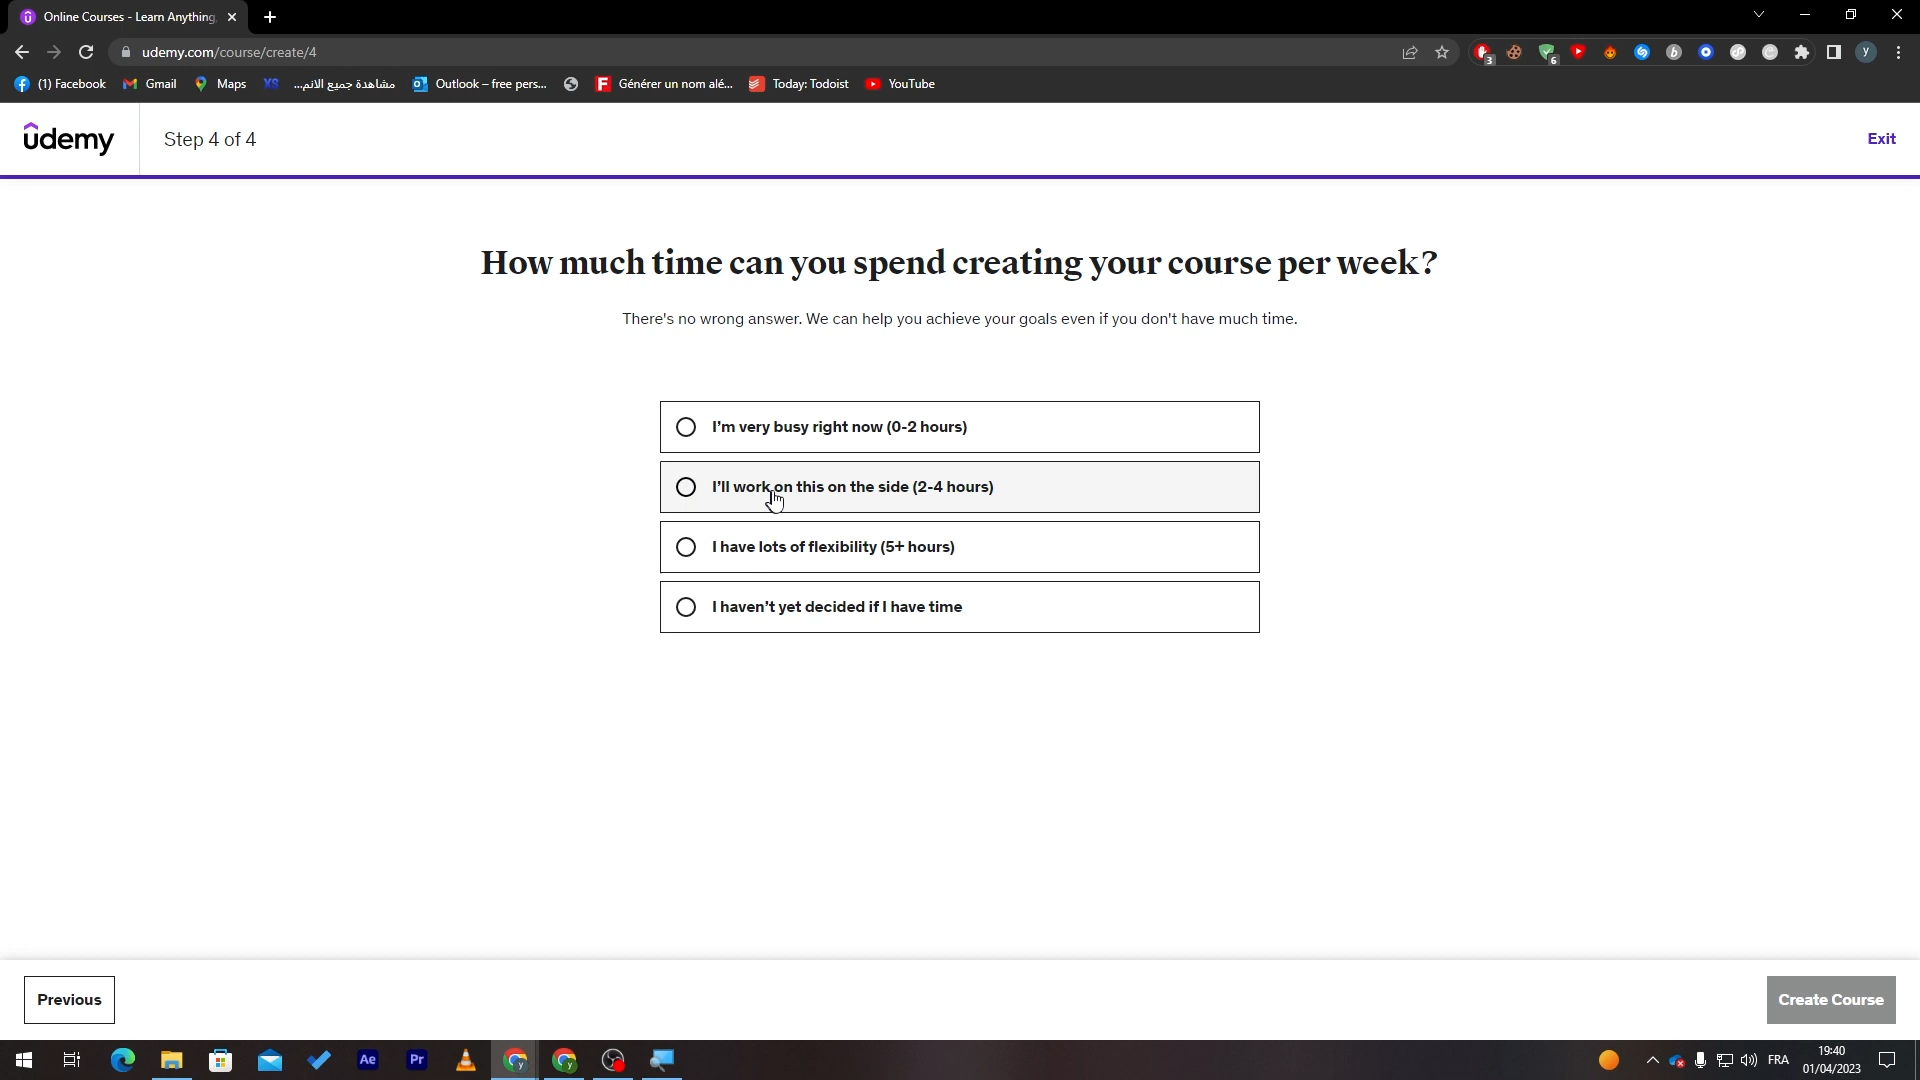 Online Courses - Learn Anything
udemy.com/course/create/4
3
6
y
(1) Facebook
Gmail
Maps
XS
مشاهدة جميع الانم...
Outlook – free pers...
F
Générer un nom alé...
Today: Todoist
YouTube
ûdemy
Step 4 of 4
Exit
How much time can you spend creating your course per week?
There's no wrong answer. We can help you achieve your goals even if you don't have much time.
I'm very busy right now (0-2 hours)
I'll work on this on the side (2-4 hours)
I have lots of flexibility (5+ hours)
I haven't yet decided if I have time
Previous
Create Course
Ae
Pr
FRA
19:40
01/04/2023